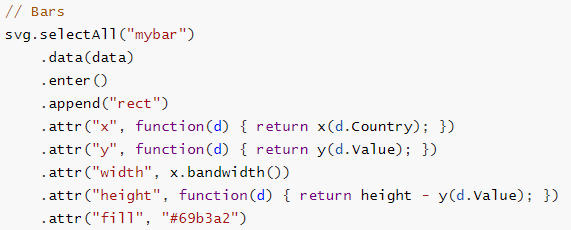 // Bars
svg.selectAll("mybar")
.data(data)
.enter()
.append("rect")
.attr("x", function(d) { return x(d.Country); })
.attr("y", function(d) { return y(d.Value); })
.attr("width", x.bandwidth())
.attr("height", function(d) { return height - y(d.Value); })
.attr("fill", "#69b3a2")